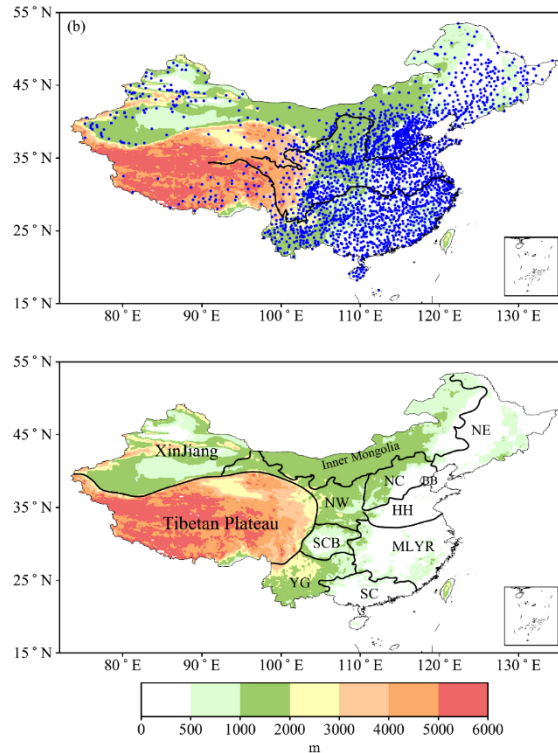 (b)
55° N
45° N
35° N
25° N
15° N
80° E
90° E
100° E
110° E
120° E
130° E
55° N
45° N
35° N
25° N
15° N
XinJiang
Inner Mongolia
NE
NC
BB
NW
HH
Tibetan Plateau
SCB
MLYR
YG
SC
80° E
90° E
100° E
110° E
120° E
130° E
0
500
1000
2000
3000
4000
5000
6000
m